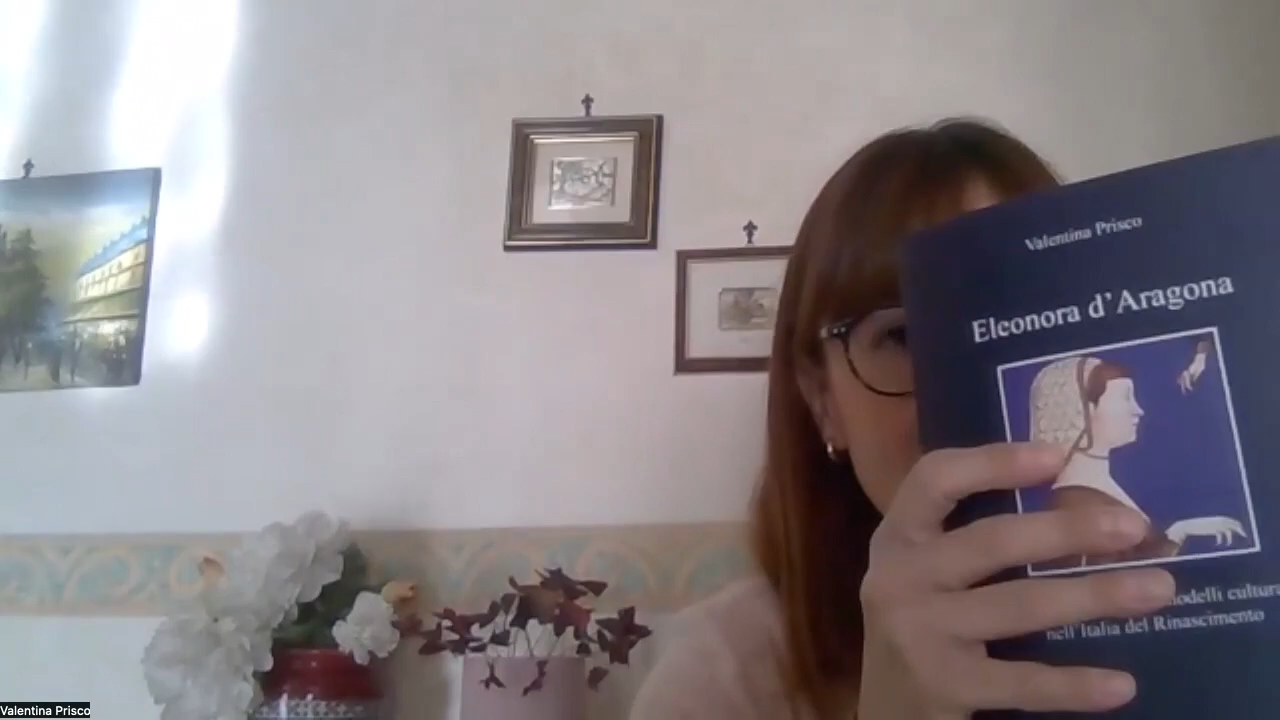 Valentina Prisco
Eleonora d'Aragona
modelli cultura
nell'Italia del Rinascimento
Valentina Prisco